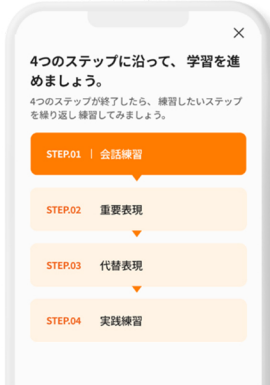 4つのステップに沿って、 学習を進
めましょう。
4つのステップが終了したら、 練習したいステップ
を繰り返し練習してみましょう。
STEP.01 | 会話練習
STEP.02 重要表現
STEP.03 代替表現
STEP.04 実践練習